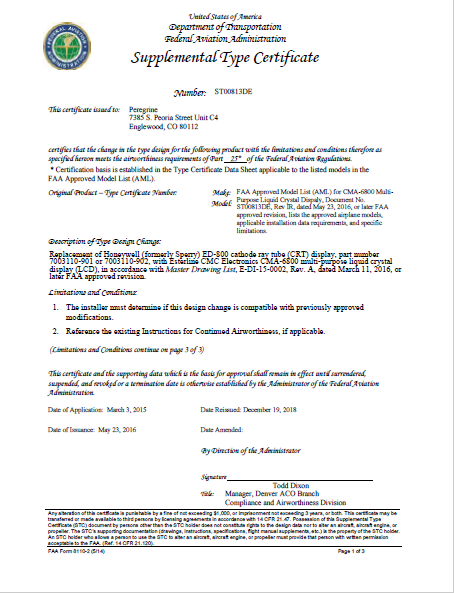 United States of America
Department of Transportation
Federal Aviation Administration
Supplemental Type Certificate
Number: ST00813DE
This certificate issued to: Peregrine
7385 S. Peoria Street Unit C4
Englewood, CO 80112
certifies that the change in the type design for the following product with the limitations and conditions therefore as
specified hereon meets the airworthiness requirements of Part 25* of the Federal Aviation Regulations.
* Certification basis is established in the Type Certificate Data Sheet applicable to the listed models in the
FAA Approved Model List (AML).
Original Product – Type Certificate Number:
Make: FAA Approved Model List (AML) for CMA-6800 Multi-
Model: Purpose Liquid Crystal Dispaly, Document No.
ST00813DE, Rev IR, dated May 23, 2016, or later FAA
approved revision, lists the approved airplane models,
applicable installation data requirements, and specific
limitations.
Description of Type Design Change:
Replacement of Honeywell (formerly Sperry) ED-800 cathode ray tube (CRT) display, part number
7003110-901 or 7003110-902, with Esterline CMC Electronics CMA-6800 multi-purpose liquid crystal
display (LCD), in accordance with Master Drawing List, E-DI-15-0002, Rev. A, dated March 11, 2016, or
later FAA approved revision.
Limitations and Conditions:
1. The installer must determine if this design change is compatible with previously approved
modifications.
2. Reference the existing Instructions for Continued Airworthiness, if applicable.
(Limitations and Conditions continue on page 3 of 3)
This certificate and the supporting data which is the basis for approval shall remain in effect until surrendered,
suspended, and revoked or a termination date is otherwise established by the Administrator of the Federal Aviation
Administration.
Date of Application: March 3, 2015 Date Reissued: December 19, 2018
Date of Issuance: May 23, 2016 Date Amended:
By Direction of the Administrator
Signature
Todd Dixon
Title: Manager, Denver ACO Branch
Compliance and Airworthiness Division
Any alteration of this certificate is punishable by a fine of not exceeding $1,000, or imprisonment not exceeding 3 years, or both. This certificate may be
transferred or made available to third persons by licensing agreements in accordance with 14 CFR 21.47. Possession of this Supplemental Type
Certificate (STC) document by persons other than the STC holder does not constitute rights to the design data nor to alter an aircraft, aircraft engine, or
propeller. The STC's supporting documentation (drawings, instructions, specifications, flight manual supplements, etc.) is the property of the STC holder.
An STC holder who allows a person to use the STC to alter an aircraft, aircraft engine, or propeller must provide that person with written permission
acceptable to the FAA. (Ref. 14 CFR 21.120).
FAA Form 8110-2 (5/14) Page 1 of 3